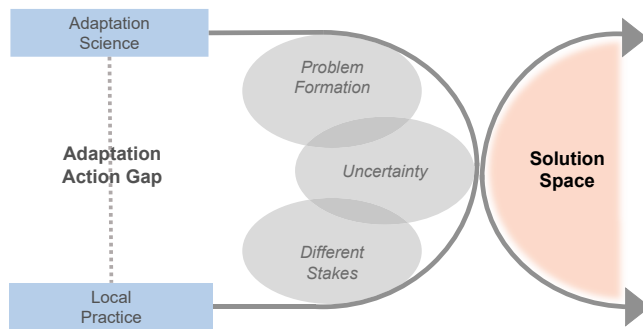 Adaptation
Science
Problem
Formation
Adaptation
Action Gap
Uncertainty
Solution
Space
Different
Stakes
Local
Practice